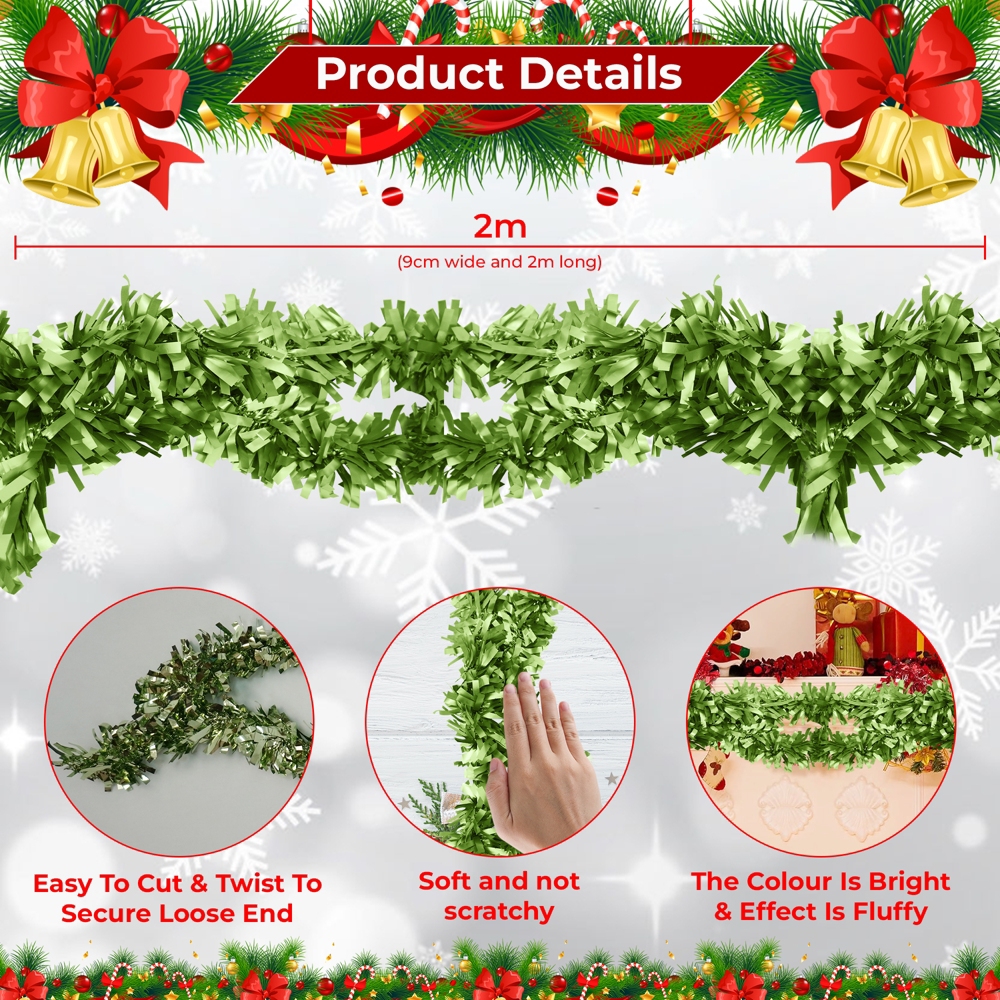 Product Details
2m
(9cm wide and 2m long)
Easy To Cut & Twist To
Secure Loose End
Soft and not
scratchy
The Colour Is Bright
& Effect Is Fluffy